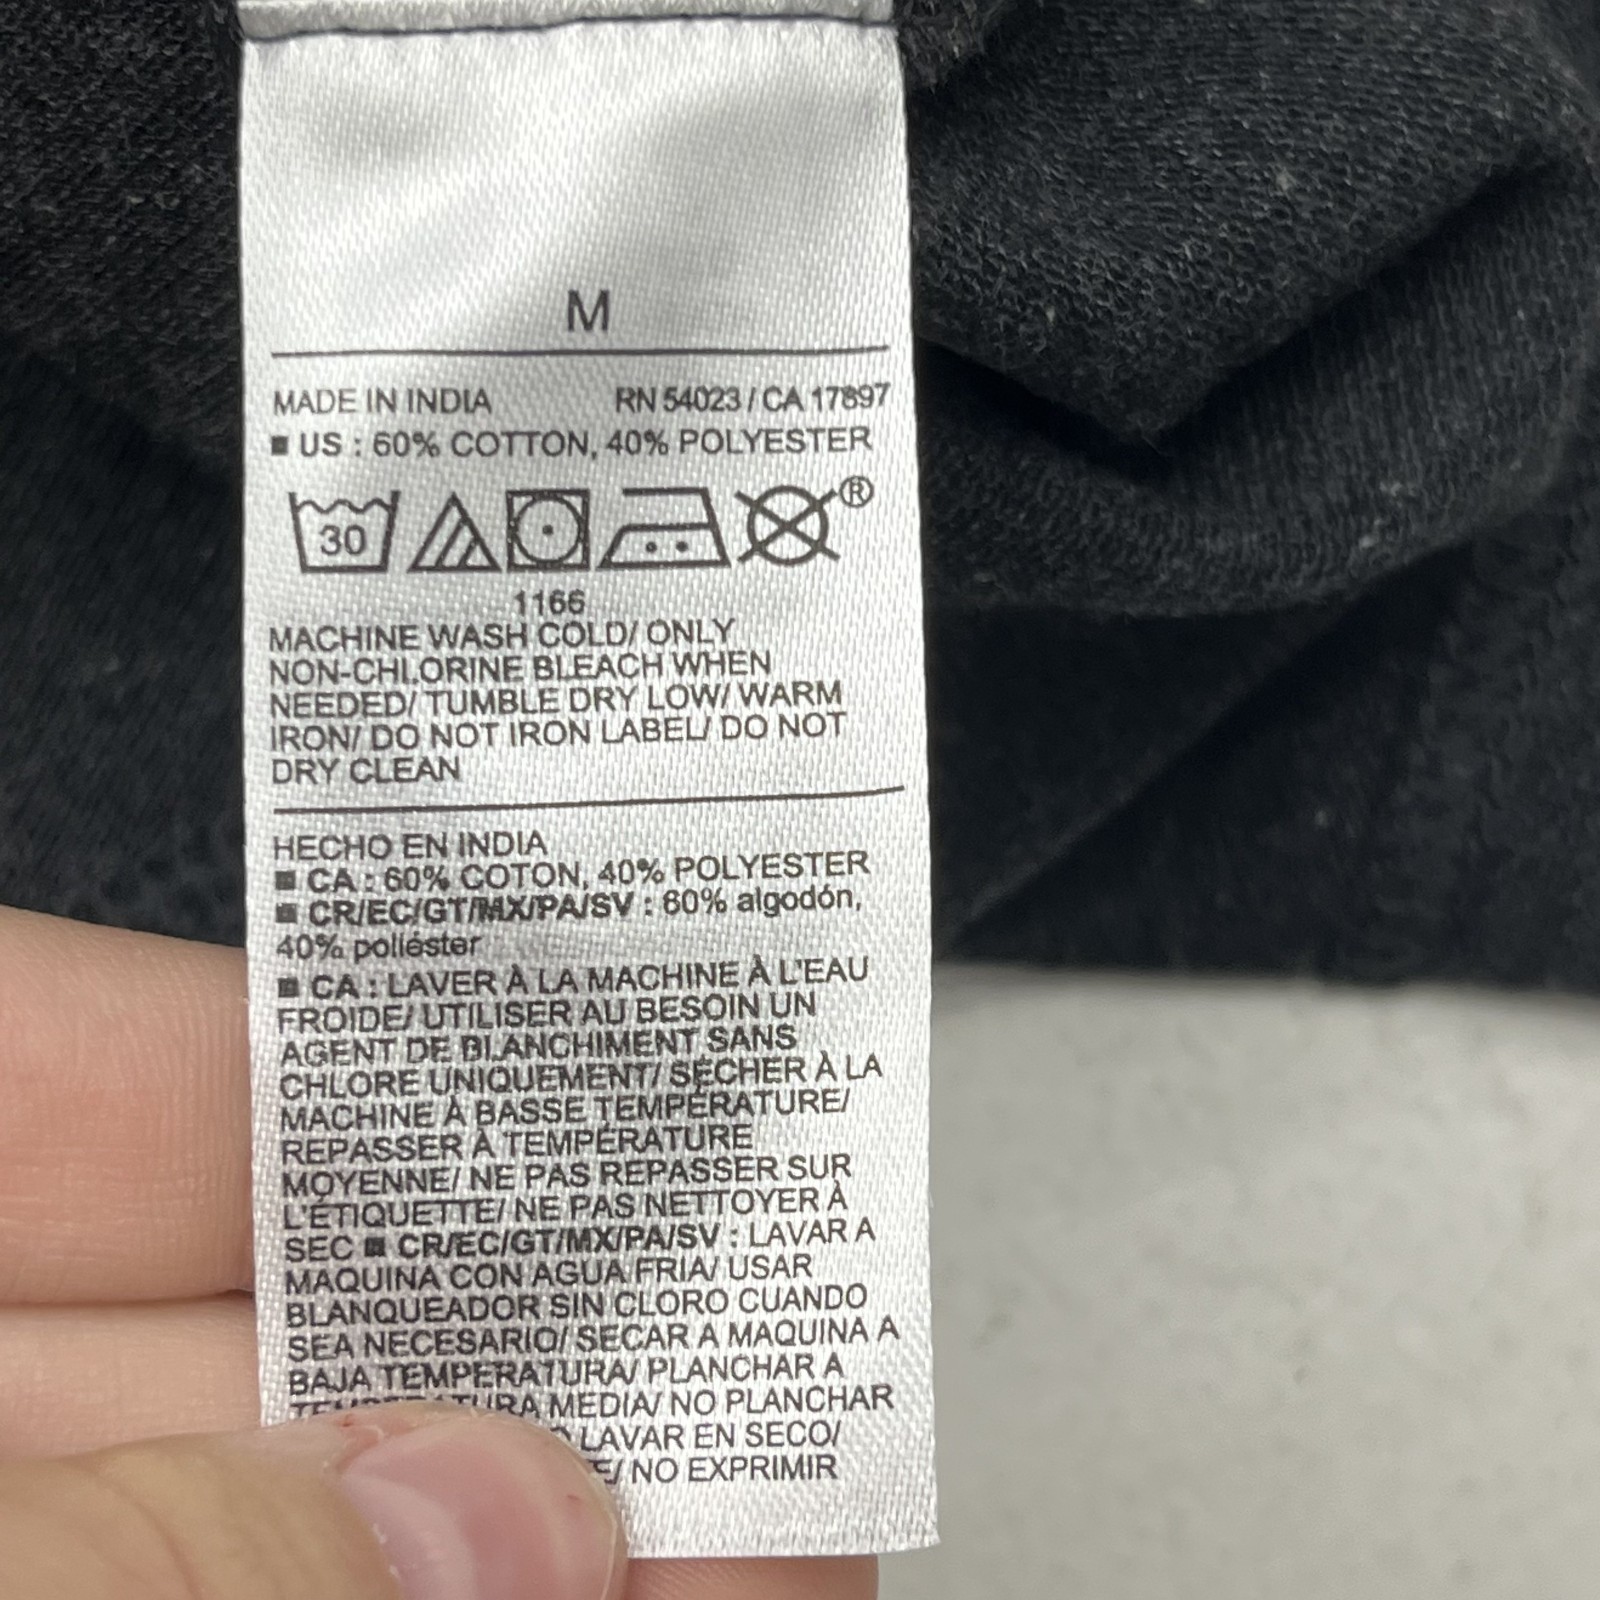 M
MADE IN INDIA RN 54023 / CA 17897
■ US : 60% COTTON, 40% POLYESTER
30 ®
1166
MACHINE WASH COLD/ ONLY
NON-CHLORINE BLEACH WHEN
NEEDED/ TUMBLE DRY LOW/ WARM
IRON/ DO NOT IRON LABEL/ DO NOT
DRY CLEAN
HECHO EN INDIA
■ CA : 60% COTON, 40% POLYESTER
■ CR/EC/GT/MX/PA/SV : 60% algodón,
40% poliéster
■ CA : LAVER À LA MACHINE À L'EAU
FROIDE/ UTILISER AU BESOIN UN
AGENT DE BLANCHIMENT SANS
CHLORE UNIQUEMENT/ SÉCHER À LA
MACHINE À BASSE TEMPÉRATURE/
REPASSER À TEMPÉRATURE
MOYENNE/ NE PAS REPASSER SUR
L'ÉTIQUETTE/ NE PAS NETTOYER À
SEC ■ CR/EC/GT/MX/PA/SV : LAVAR A
MAQUINA CON AGUA FRIA/ USAR
BLANQUEADOR SIN CLORO CUANDO
SEA NECESARIO/ SECAR A MAQUINA A
BAJA TEMPERATURA/ PLANCHAR A
TEMPERATURA MEDIA/ NO PLANCHAR
LAVAR EN SECO/
NO EXPRIMIR